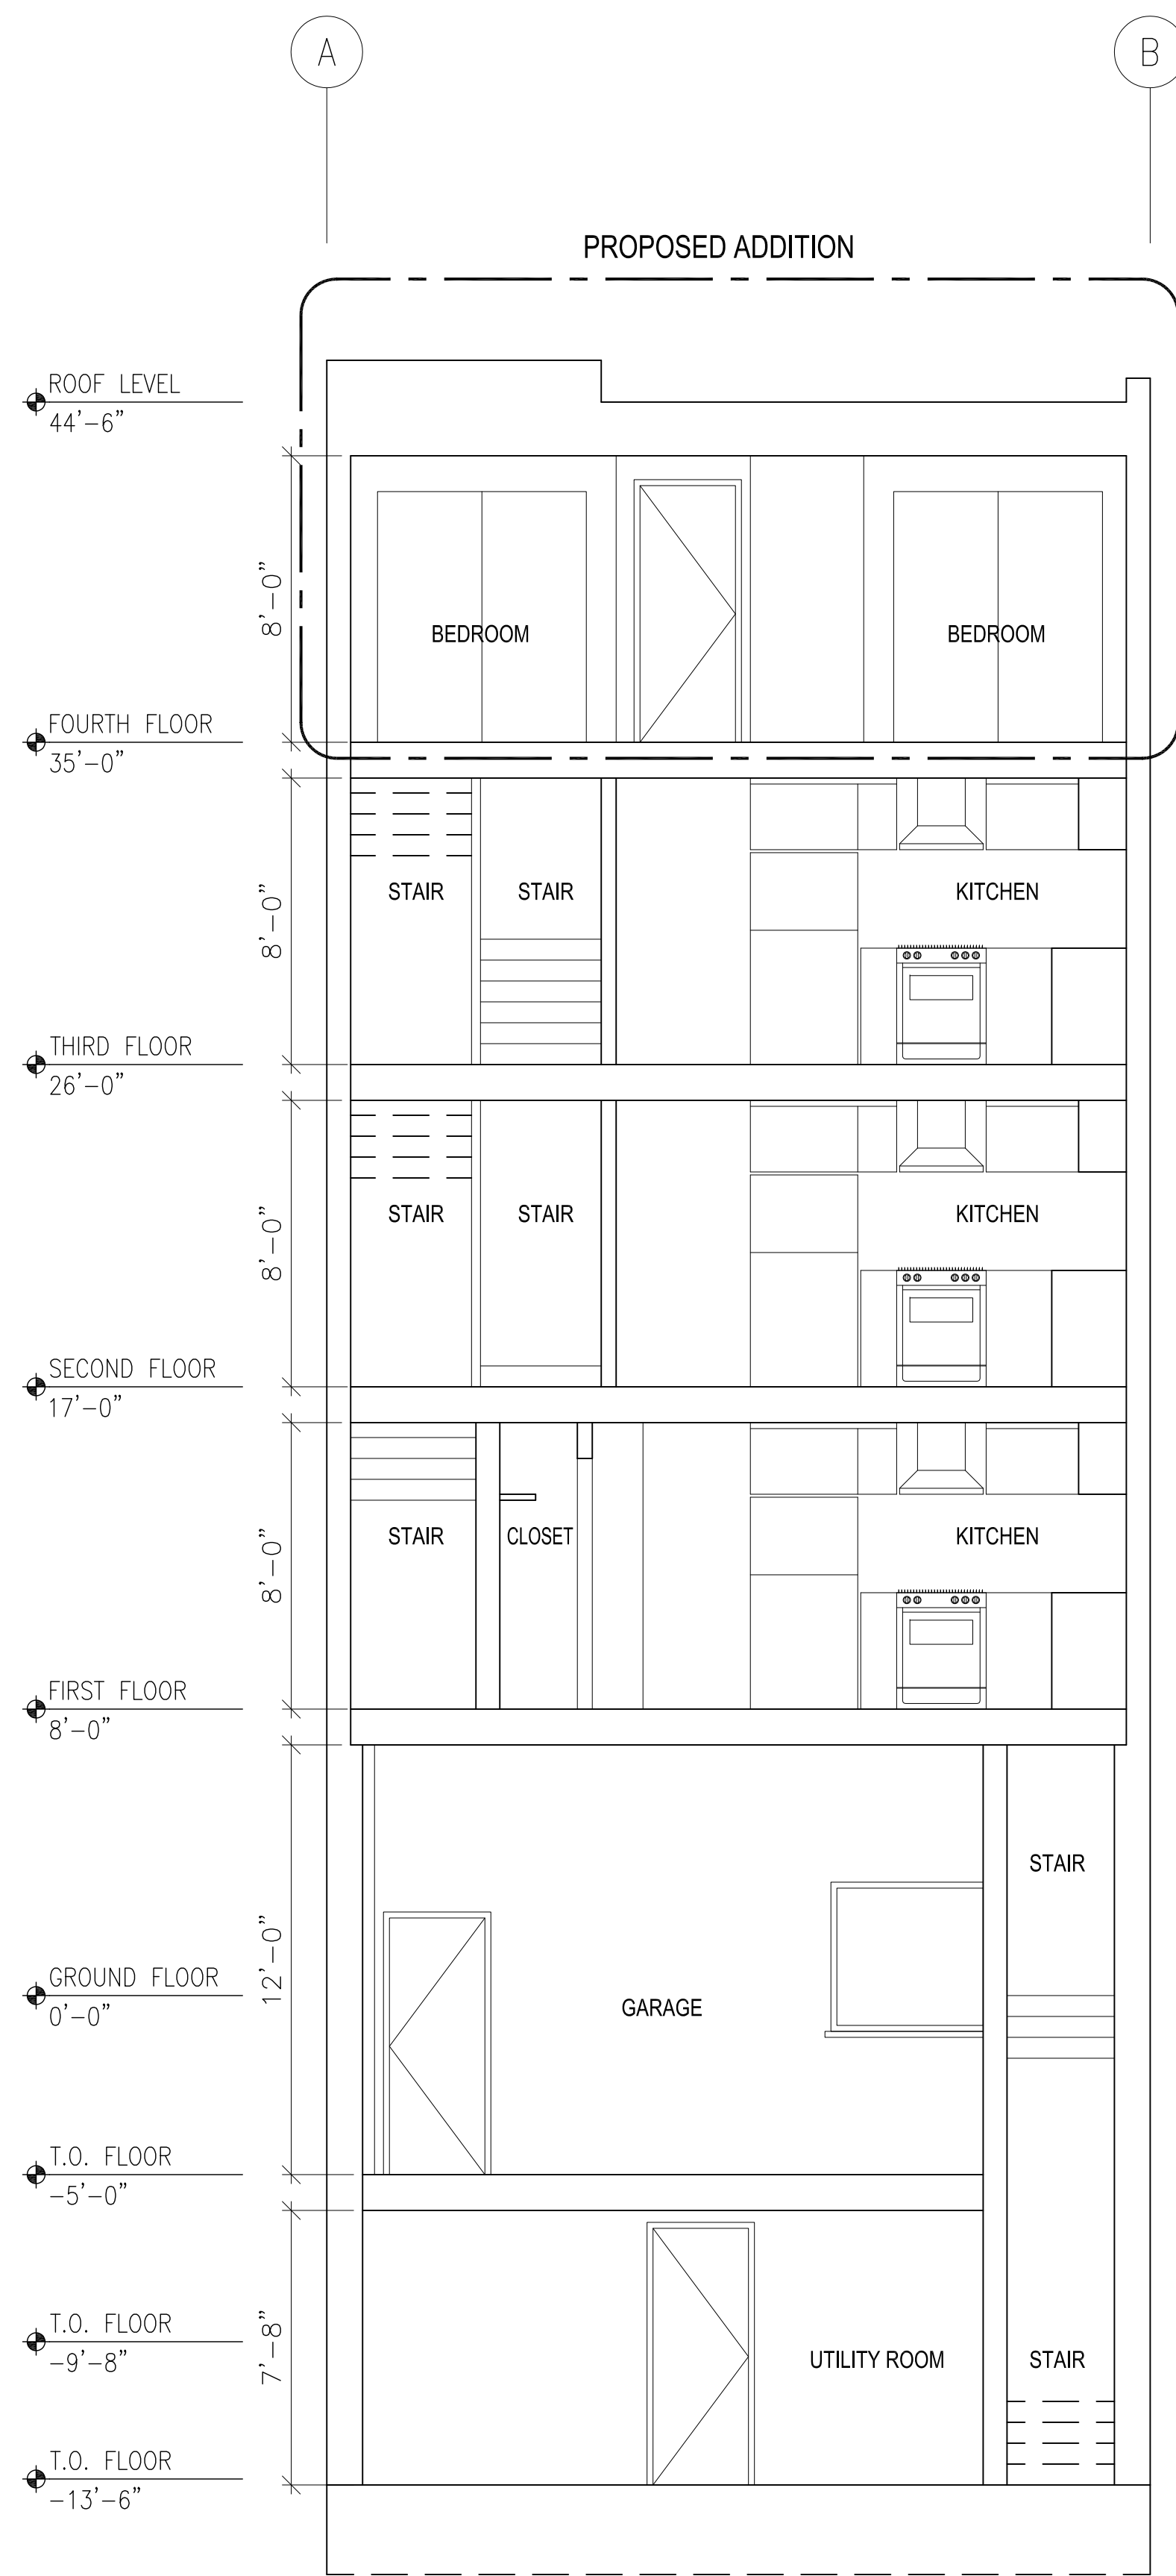 A
B
PROPOSED ADDITION
ROOF LEVEL
44'-6"
8'-0"
BEDROOM
BEDROOM
FOURTH FLOOR
35'-0"
8'-0"
STAIR
STAIR
KITCHEN
THIRD FLOOR
26'-0"
8'-0"
STAIR
STAIR
KITCHEN
SECOND FLOOR
17'-0"
8'-0"
STAIR
CLOSET
KITCHEN
FIRST FLOOR
8'-0"
STAIR
12'-0"
GROUND FLOOR
0'-0"
GARAGE
T.O. FLOOR
-5'-0"
T.O. FLOOR
-9'-8"
7'-8"
UTILITY ROOM
STAIR
T.O. FLOOR
-13'-6"